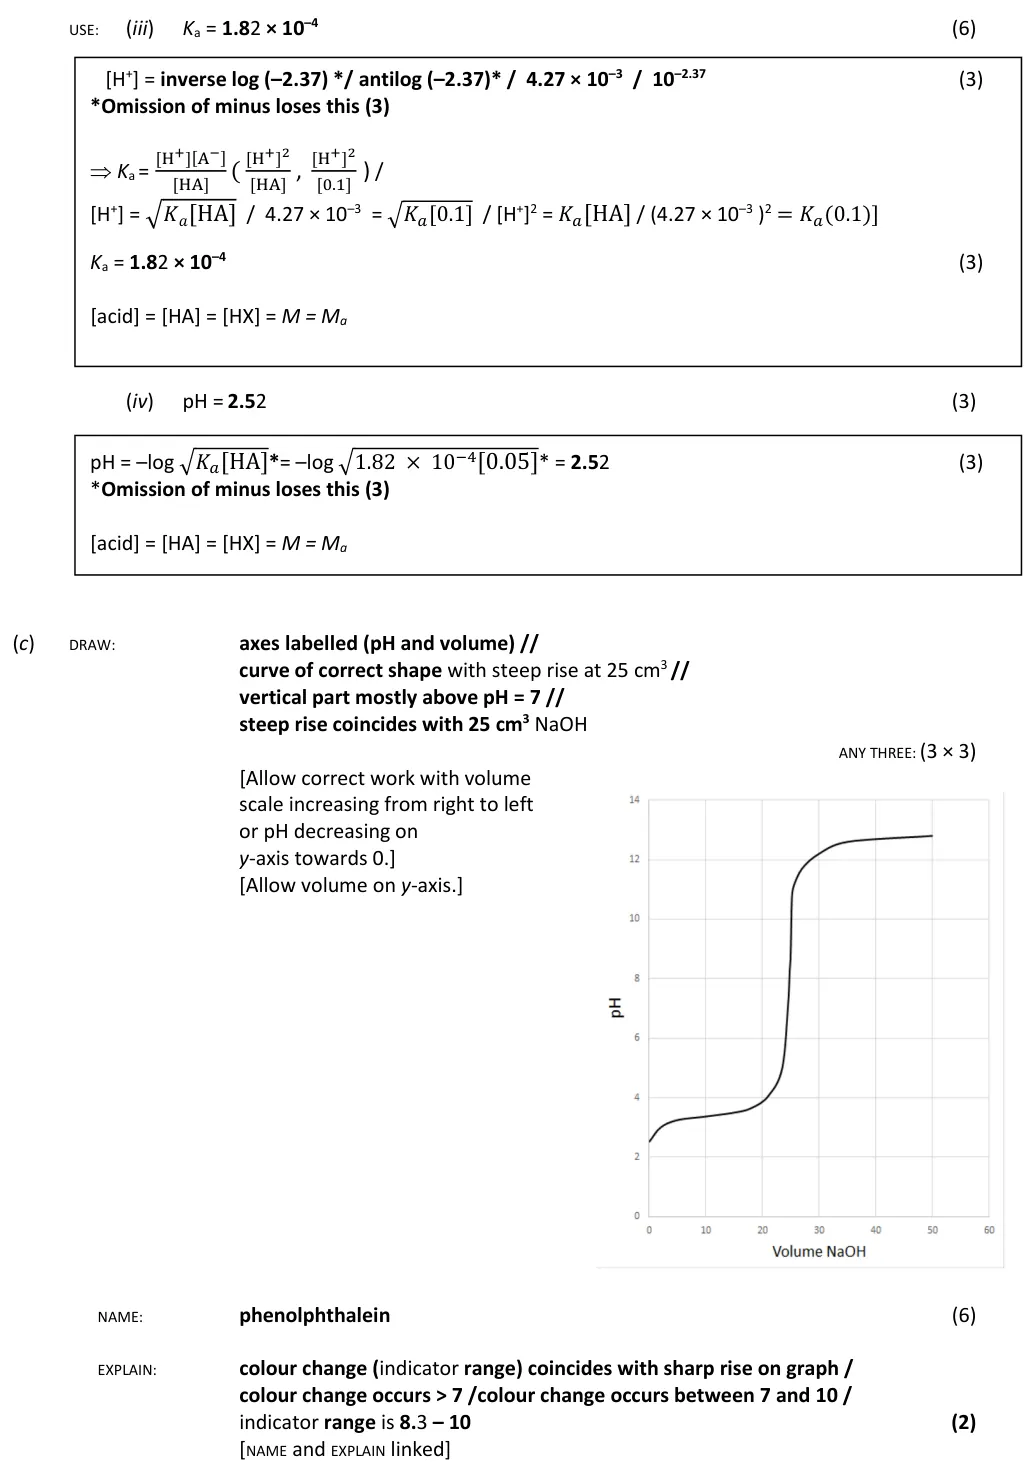 USE: (iii) Kₐ = 1.82 × 10⁻⁴ (6)
[H⁺] = inverse log (–2.37) */ antilog (–2.37)* / 4.27 × 10⁻³ / 10⁻²·³⁷ (3)
*Omission of minus loses this (3)
⇒ Kₐ = [H⁺][A⁻]/[HA] ( [H⁺]²/[HA] , [H⁺]²/[0.1] ) /
[H⁺] = √(Kₐ[HA]) / 4.27 × 10⁻³ = √(Kₐ[0.1]) / [H⁺]² = Kₐ[HA] / (4.27 × 10⁻³ )² = Kₐ(0.1)]
Kₐ = 1.82 × 10⁻⁴ (3)
[acid] = [HA] = [HX] = M = Mₐ
(iv) pH = 2.52 (3)
pH = –log √(Kₐ[HA])*= –log √(1.82 × 10⁻⁴[0.05])* = 2.52 (3)
*Omission of minus loses this (3)
[acid] = [HA] = [HX] = M = Mₐ
(c) DRAW: axes labelled (pH and volume) //
curve of correct shape with steep rise at 25 cm³ //
vertical part mostly above pH = 7 //
steep rise coincides with 25 cm³ NaOH
ANY THREE: (3 × 3)
[Allow correct work with volume
scale increasing from right to left
or pH decreasing on
y-axis towards 0.]
[Allow volume on y-axis.]
14
12
10
8
6
4
2
0
pH
0 10 20 30 40 50 60
Volume NaOH
NAME: phenolphthalein (6)
EXPLAIN: colour change (indicator range) coincides with sharp rise on graph /
colour change occurs > 7 /colour change occurs between 7 and 10 /
indicator range is 8.3 – 10 (2)
[NAME and EXPLAIN linked]